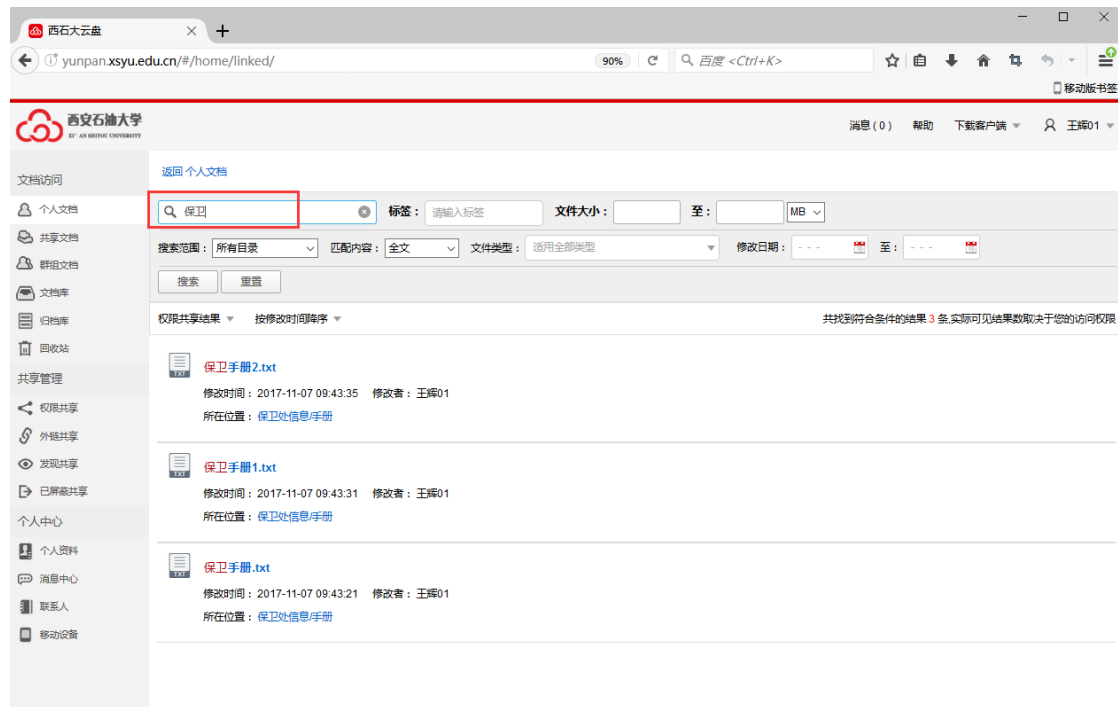 西石大云盘
yunpan.xsyu.edu.cn/#/home/linked/ 90% 百度 <Ctrl+K>
移动版书签
西安石油大学
XI' AN SHIYOU UNIVERSITY
消息 ( 0 ) 帮助 下载客户端 王辉01
文档访问
返回 个人文档
个人文档
保卫 标签： 请输入标签 文件大小： 至： MB
共享文档
搜索范围： 所有目录 匹配内容： 全文 文件类型： 适用全部类型 修改日期： - - - 至： - - -
群组文档
文档库
搜索 重置
归档库
权限共享结果 按修改时间降序 共找到符合条件的结果 3 条,实际可见结果数取决于您的访问权限
回收站
共享管理
权限共享
外链共享
发现共享
已屏蔽共享
个人中心
个人资料
消息中心
联系人
移动设备
TXT 保卫手册2.txt
修改时间： 2017-11-07 09:43:35 修改者： 王辉01
所在位置： 保卫处信息/手册
TXT 保卫手册1.txt
修改时间： 2017-11-07 09:43:31 修改者： 王辉01
所在位置： 保卫处信息/手册
TXT 保卫手册.txt
修改时间： 2017-11-07 09:43:21 修改者： 王辉01
所在位置： 保卫处信息/手册